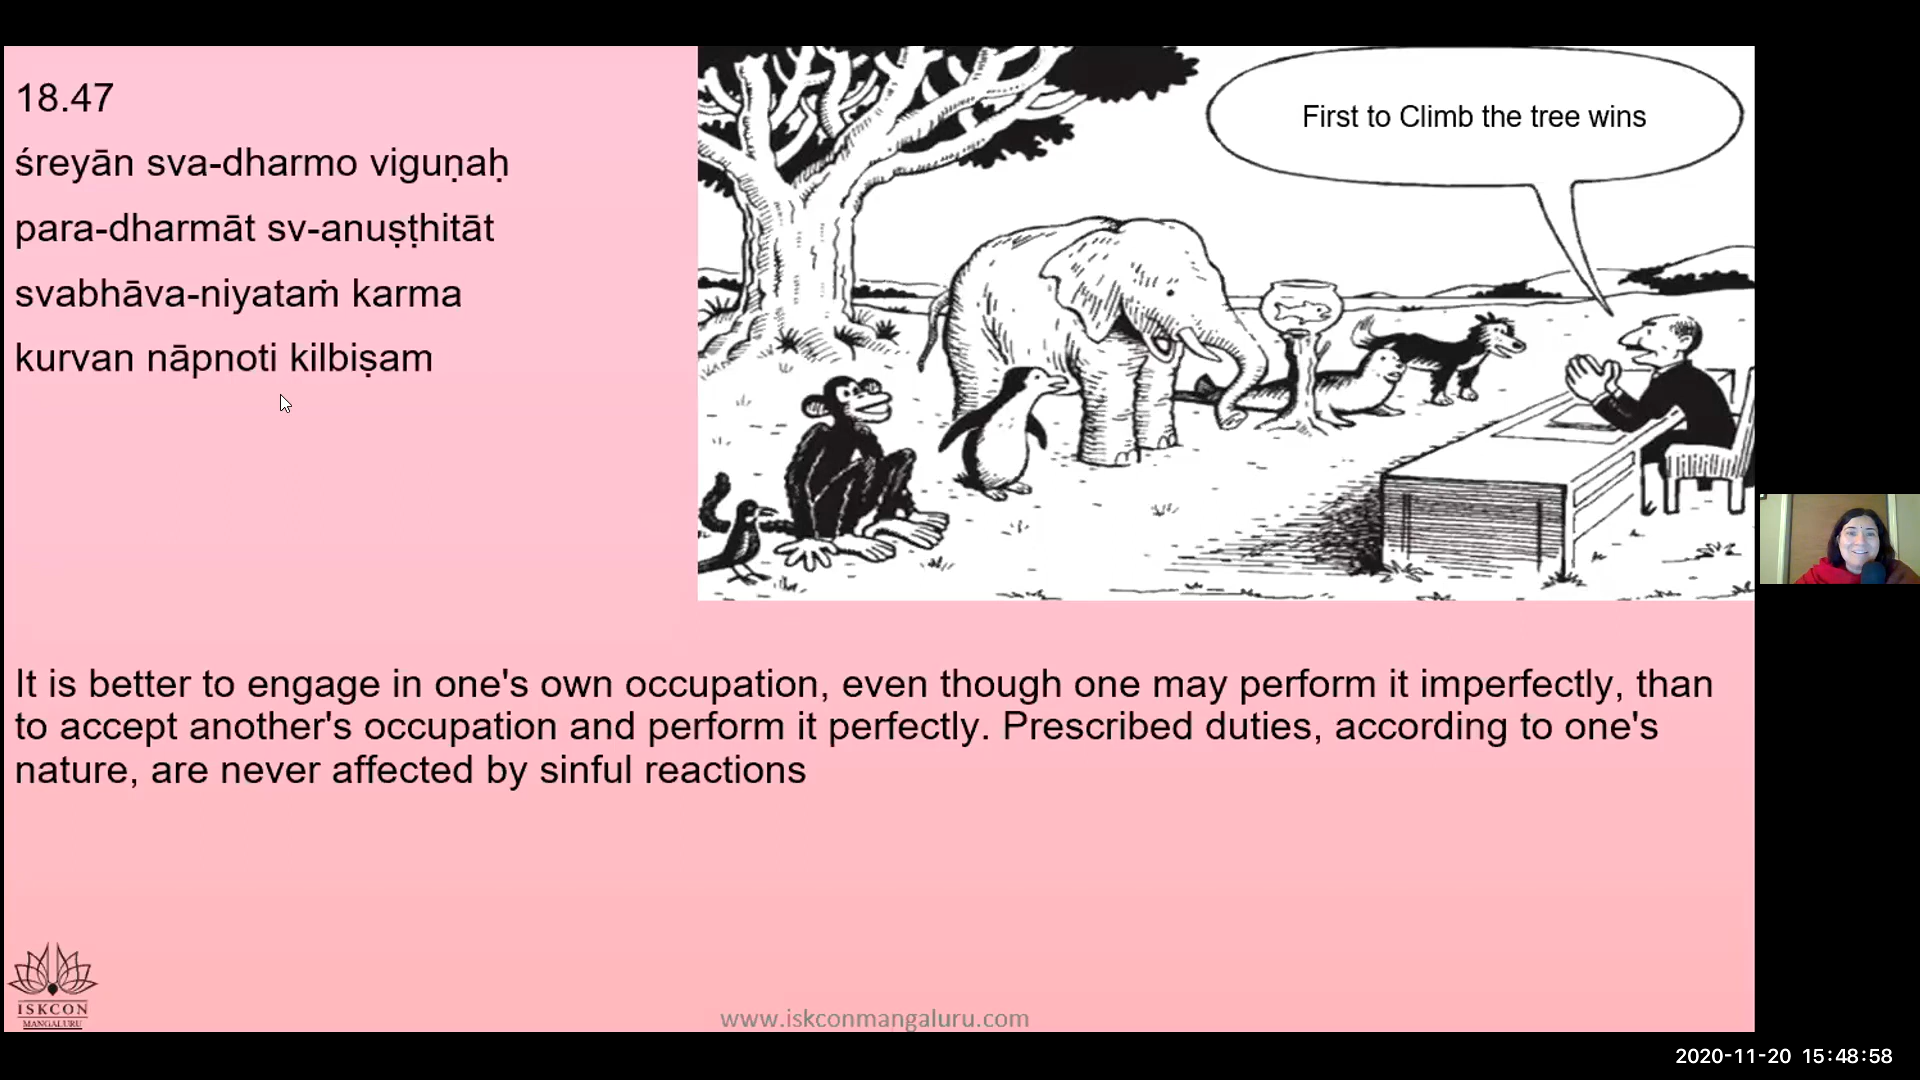 18.47
śreyān sva-dharmo viguṇaḥ
para-dharmāt sv-anuṣṭhitāt
svabhāva-niyataṁ karma
kurvan nāpnoti kilbiṣam
First to Climb the tree wins
It is better to engage in one's own occupation, even though one may perform it imperfectly, than
to accept another's occupation and perform it perfectly. Prescribed duties, according to one's
nature, are never affected by sinful reactions
ISKCON
MANGALURU
www.iskconmangaluru.com
2020-11-20 15:48:58